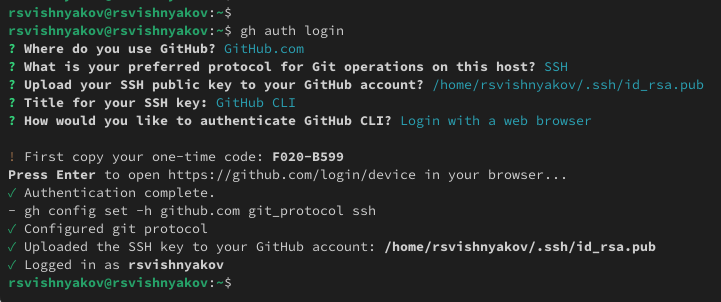 rsvishnyakov@rsvishnyakov:~$
rsvishnyakov@rsvishnyakov:~$ gh auth login
? Where do you use GitHub? GitHub.com
? What is your preferred protocol for Git operations on this host? SSH
? Upload your SSH public key to your GitHub account? /home/rsvishnyakov/.ssh/id_rsa.pub
? Title for your SSH key: GitHub CLI
? How would you like to authenticate GitHub CLI? Login with a web browser
! First copy your one-time code: F020-B599
Press Enter to open https://github.com/login/device in your browser...
✓ Authentication complete.
- gh config set -h github.com git_protocol ssh
✓ Configured git protocol
✓ Uploaded the SSH key to your GitHub account: /home/rsvishnyakov/.ssh/id_rsa.pub
✓ Logged in as rsvishnyakov
rsvishnyakov@rsvishnyakov:~$